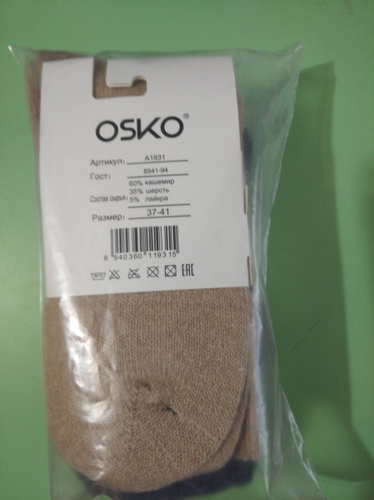 OSKO®
Артикул: A1931
Гост: 8541-94
60% кашемир
Состав сырья: 35% шерсть
5% лайкра
Размер: 37-41
6 940360 119315
EAC